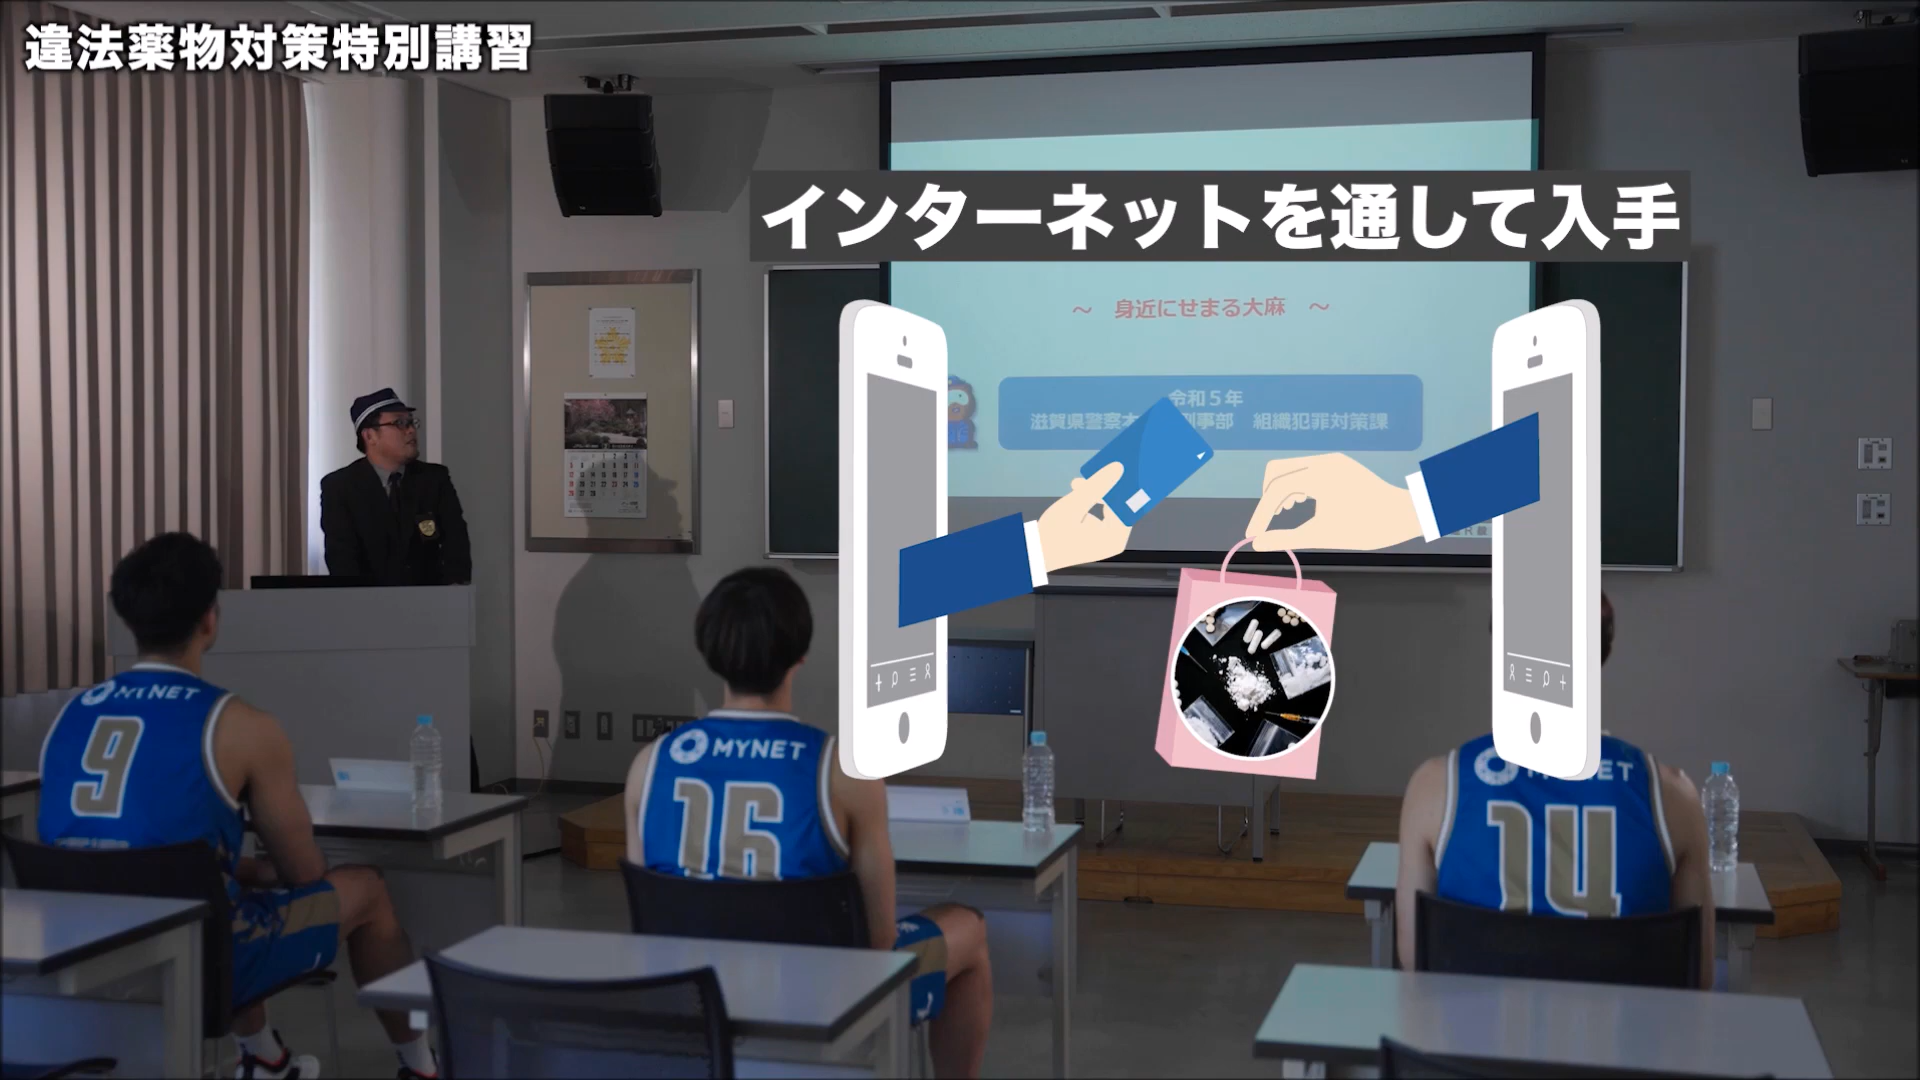 違法薬物対策特別講習
インターネットを通して入手
～ 身近にせまる大麻 ～
令和5年
滋賀県警察本 刑事部 組織犯罪対策課
MYNET
9
MYNET
16
14